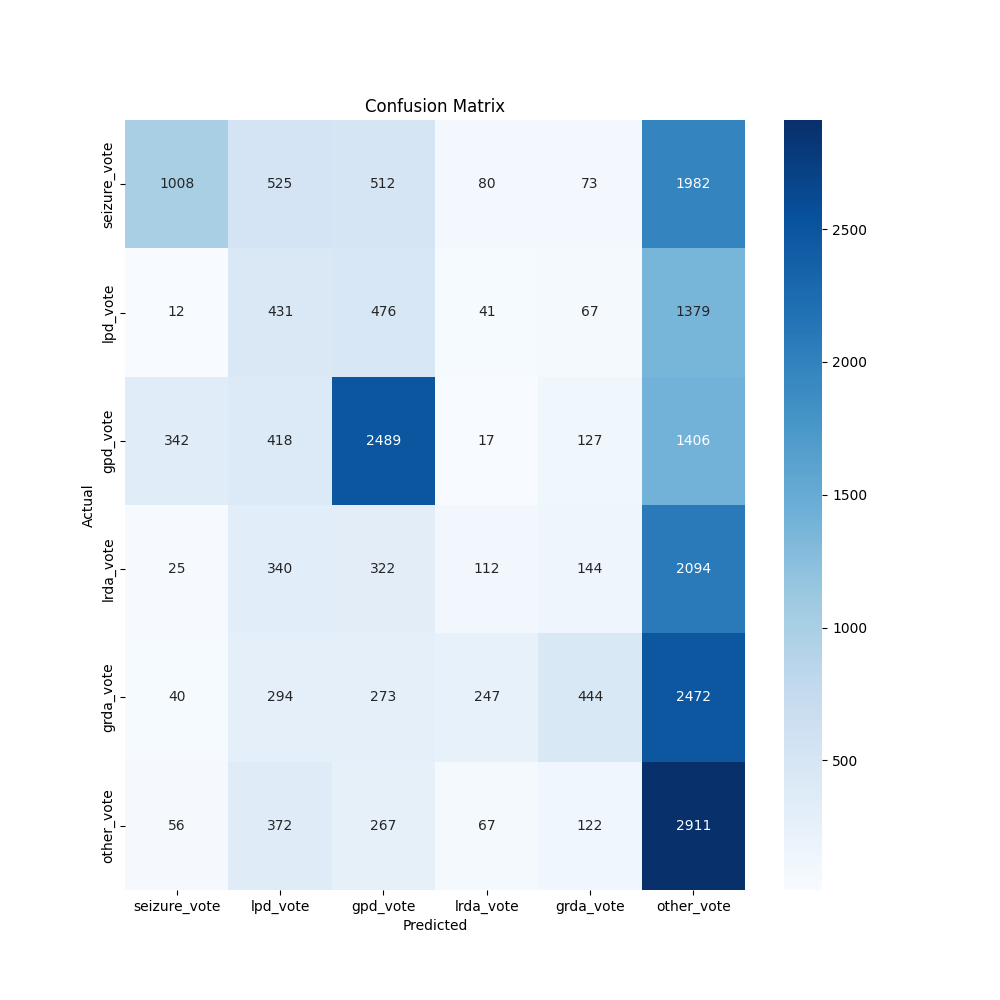 Confusion Matrix
seizure_vote 1008 525 512 80 73 1982
lpd_vote 12 431 476 41 67 1379
gpd_vote 342 418 2489 17 127 1406
lrda_vote 25 340 322 112 144 2094
grda_vote 40 294 273 247 444 2472
other_vote 56 372 267 67 122 2911
Actual
seizure_vote lpd_vote gpd_vote lrda_vote grda_vote other_vote
Predicted
2500
2000
1500
1000
500